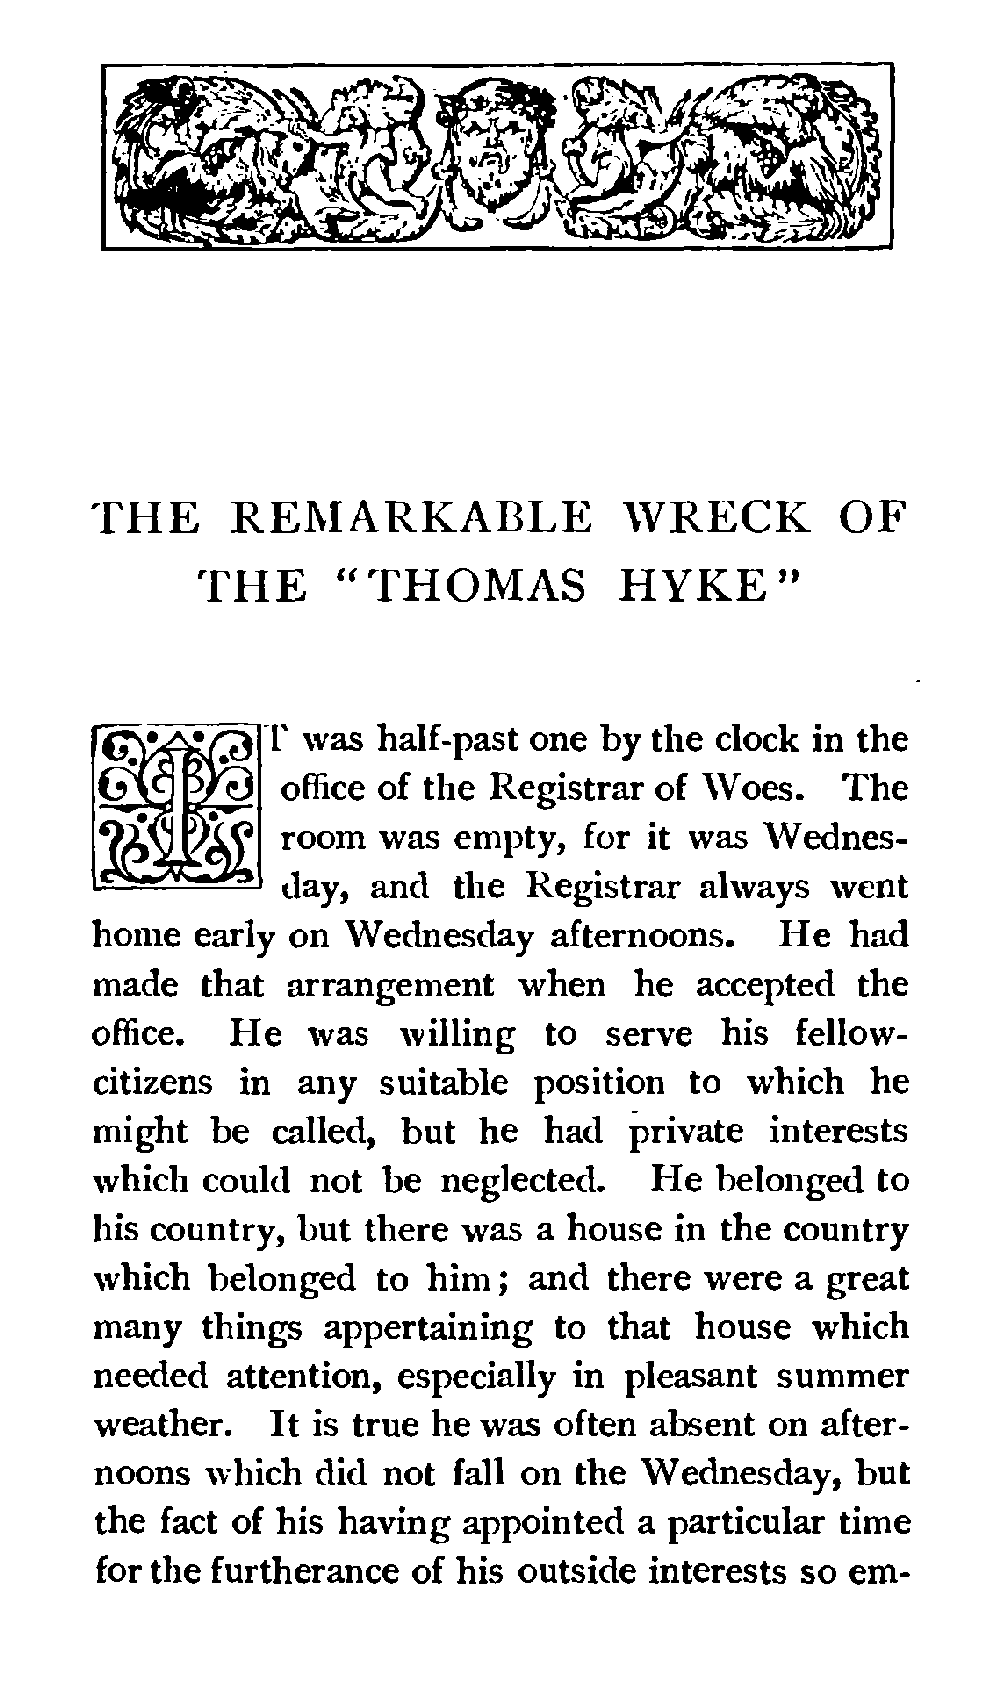 THE REMARKABLE WRECK OF
THE “THOMAS HYKE”
IT was half-past one by the clock in the
office of the Registrar of Woes. The
room was empty, for it was Wednes-
day, and the Registrar always went
home early on Wednesday afternoons. He had
made that arrangement when he accepted the
office. He was willing to serve his fellow-
citizens in any suitable position to which he
might be called, but he had private interests
which could not be neglected. He belonged to
his country, but there was a house in the country
which belonged to him; and there were a great
many things appertaining to that house which
needed attention, especially in pleasant summer
weather. It is true he was often absent on after-
noons which did not fall on the Wednesday, but
the fact of his having appointed a particular time
for the furtherance of his outside interests so em-